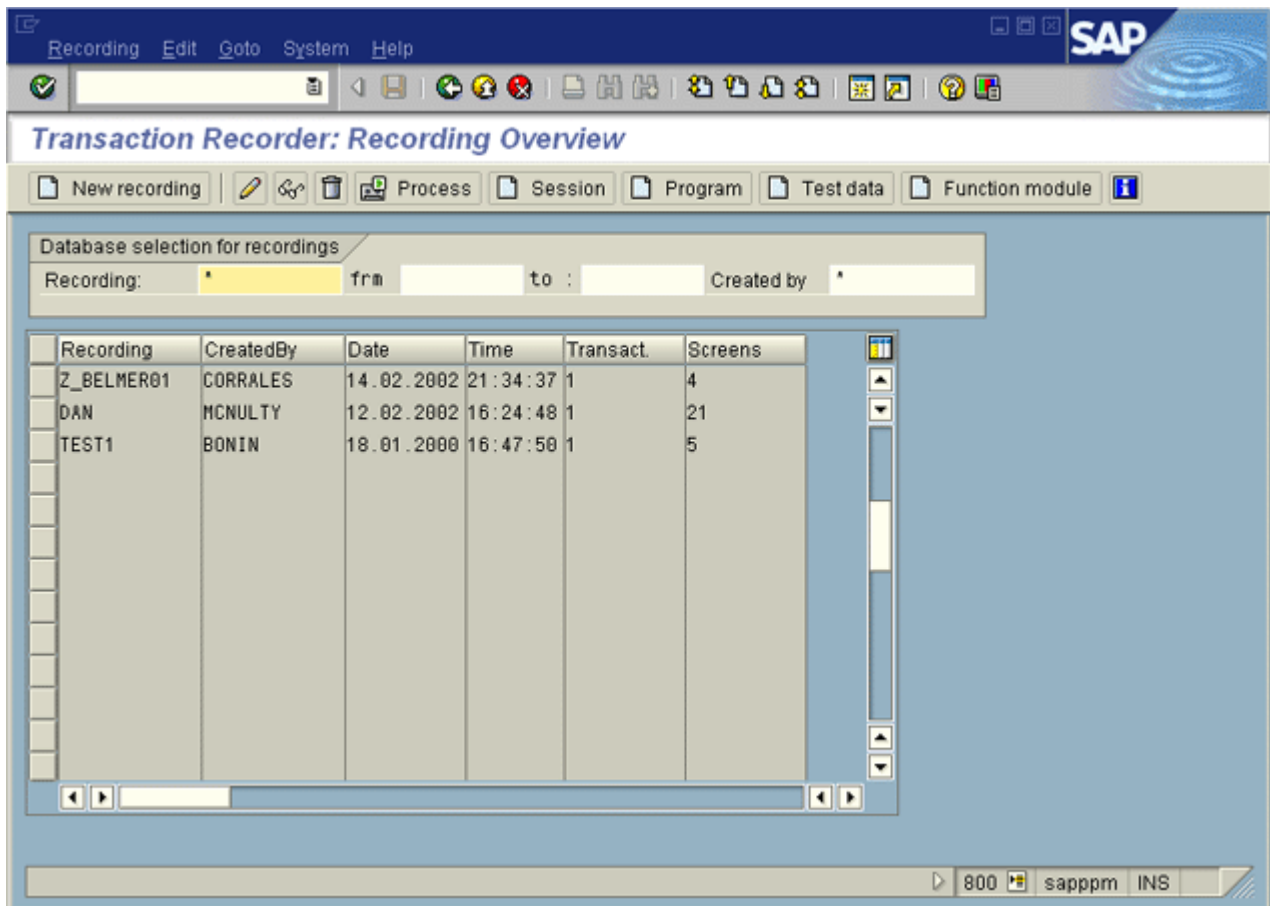 Recording Edit Goto System Help
SAP
Transaction Recorder: Recording Overview
New recording Process Session Program Test data Function module
Database selection for recordings
Recording: * frm to : Created by *
Recording CreatedBy Date Time Transact. Screens
Z_BELMER01 CORRALES 14.02.2002 21:34:37 1 4
DAN MCNULTY 12.02.2002 16:24:48 1 21
TEST1 BONIN 18.01.2000 16:47:50 1 5
800 sapppm INS